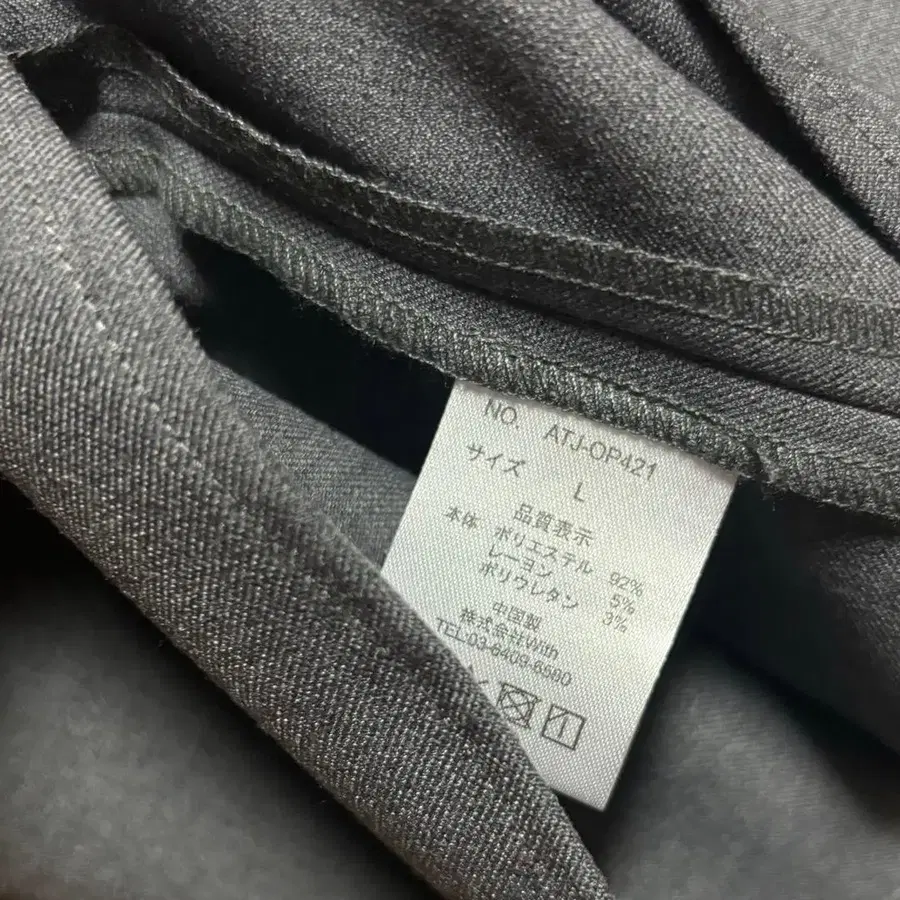 NO. ATJ-OP421
サイズ L
品質表示
本体 ポリエステル 92%
レーヨン 5%
ポリウレタン 3%
中国製
株式会社With
TEL:03-6409-6580